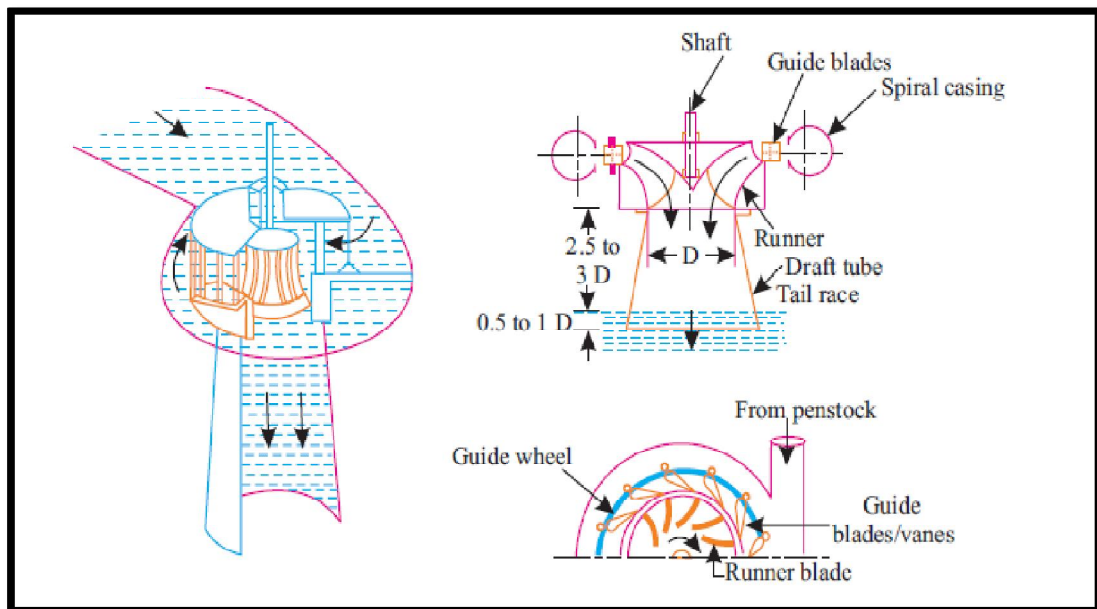 Shaft
Guide blades
Spiral casing
2.5 to
3 D
D
Runner
Draft tube
Tail race
0.5 to 1 D
From penstock
Guide wheel
Guide
blades/vanes
Runner blade